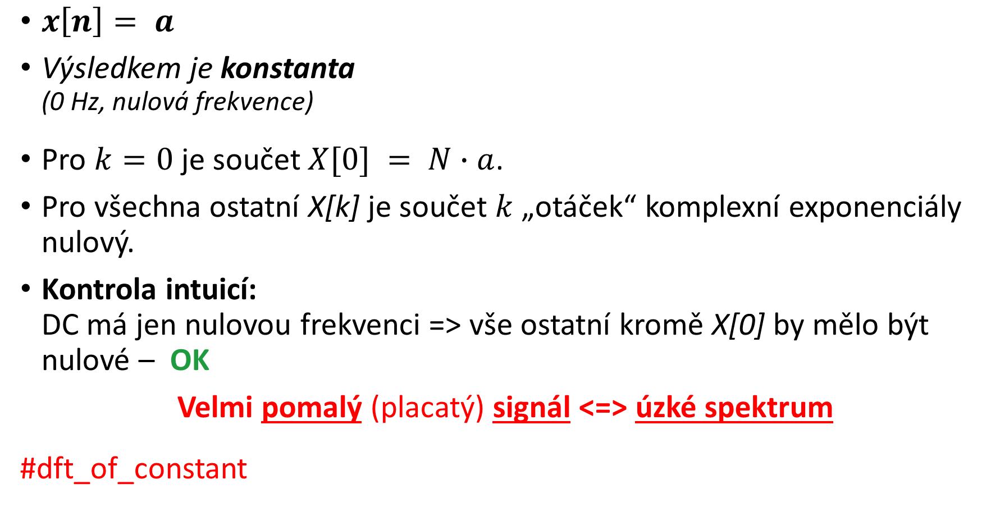 • x[n] = a
• Výsledkem je konstanta
(0 Hz, nulová frekvence)
• Pro k = 0 je součet X[0] = N · a.
• Pro všechna ostatní X[k] je součet k „otáček“ komplexní exponenciály
nulový.
• Kontrola intuicí:
DC má jen nulovou frekvenci => vše ostatní kromě X[0] by mělo být
nulové – OK
Velmi pomalý (placatý) signál <=> úzké spektrum
#dft_of_constant